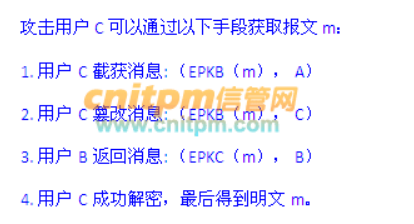 攻击用户 C 可以通过以下手段获取报文 m：
1. 用户 C 截获消息:（EPKB（m）， A）
2. 用户 C 篡改消息:（EPKB（m）， C）
cnitpm信管网
www.cnitpm.com
3. 用户 B 返回消息:（EPKC（m）， B）
4. 用户 C 成功解密，最后得到明文 m。